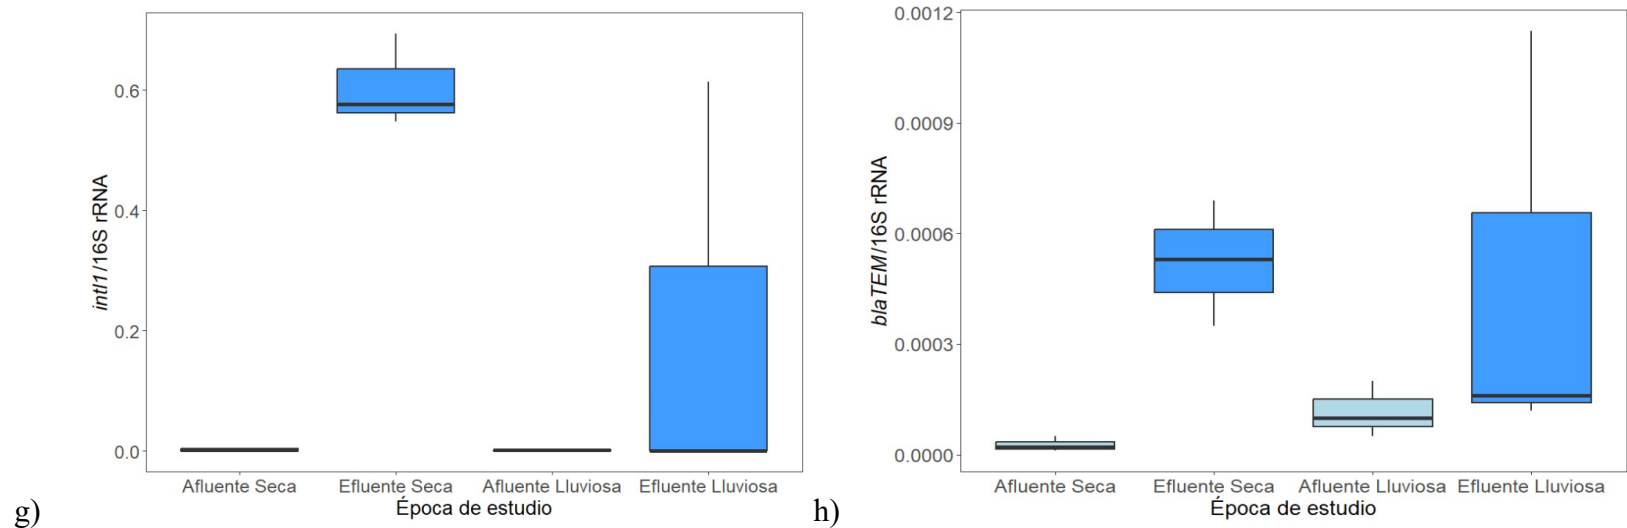 g)
intI1/16S rRNA
0.6
0.4
0.2
0.0
Afluente Seca
Efluente Seca
Afluente Lluviosa
Efluente Lluviosa
Época de estudio
h)
blaTEM/16S rRNA
0.0012
0.0009
0.0006
0.0003
0.0000
Afluente Seca
Efluente Seca
Afluente Lluviosa
Efluente Lluviosa
Época de estudio